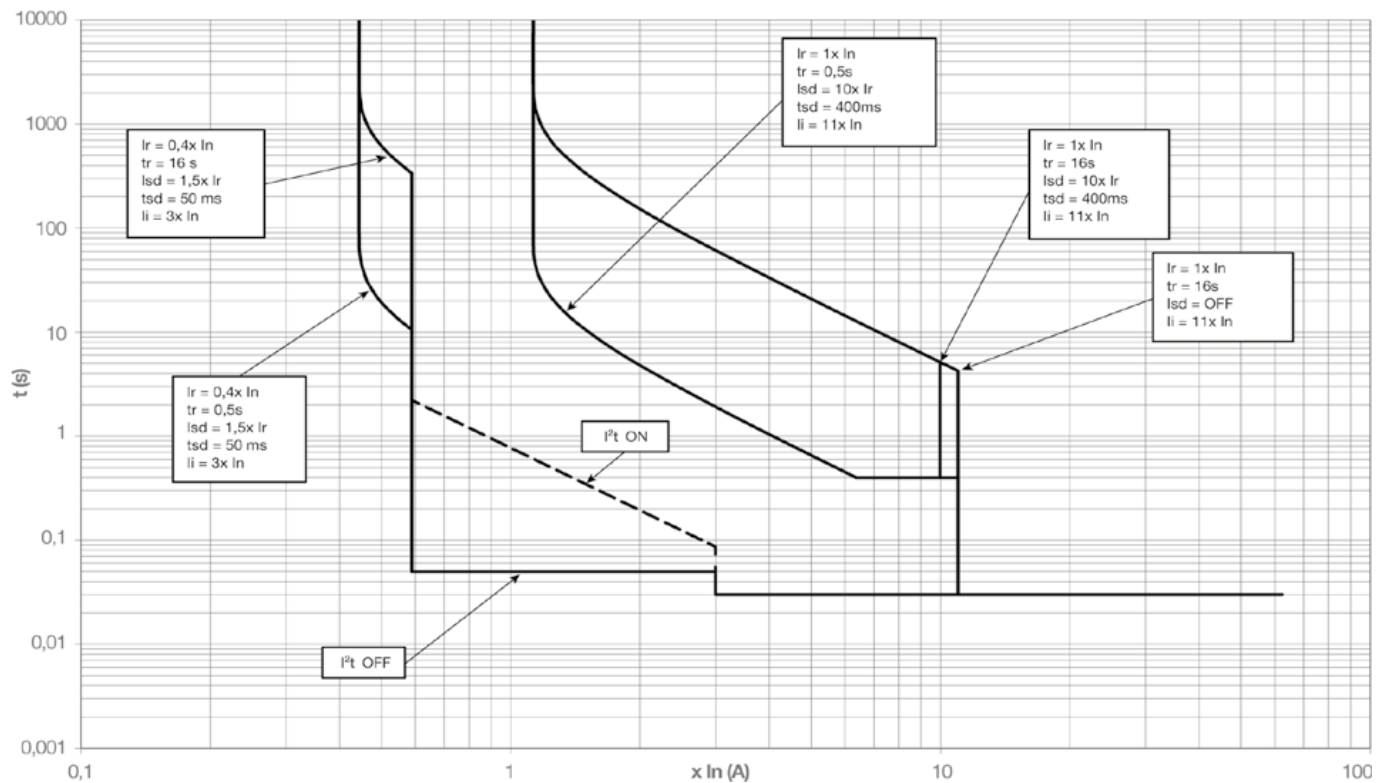 10000
1000
100
10
1
0,1
0,01
0,001
t (s)
Ir = 0,4x In
tr = 16 s
Isd = 1,5x Ir
tsd = 50 ms
Ii = 3x In
Ir = 0,4x In
tr = 0,5s
Isd = 1,5x Ir
tsd = 50 ms
Ii = 3x In
I²t OFF
I²t ON
Ir = 1x In
tr = 0,5s
Isd = 10x Ir
tsd = 400ms
Ii = 11x In
Ir = 1x In
tr = 16s
Isd = 10x Ir
tsd = 400ms
Ii = 11x In
Ir = 1x In
tr = 16s
Isd = OFF
Ii = 11x In
0,1
1
x In (A)
10
100